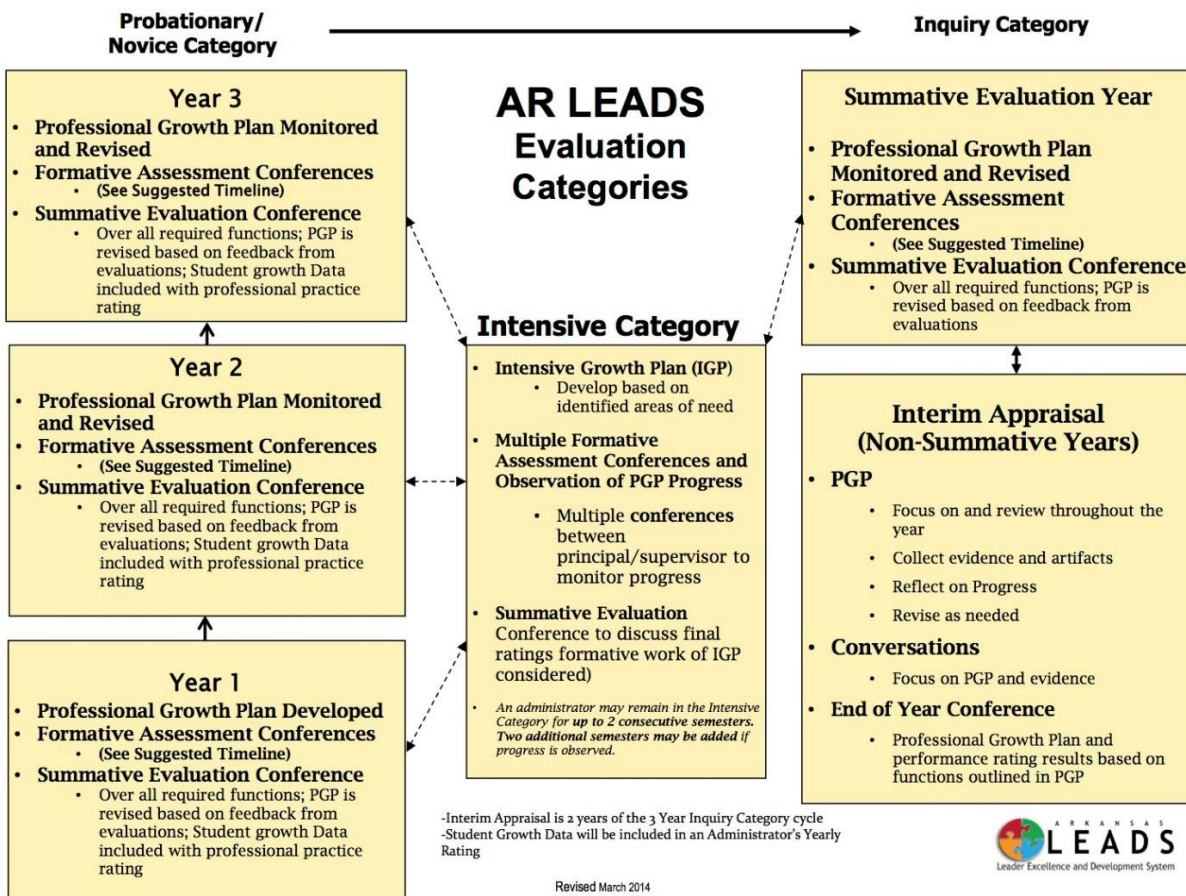 Probationary/
Novice Category
Inquiry Category
AR LEADS
Evaluation
Categories
Year 3
• Professional Growth Plan Monitored
and Revised
• Formative Assessment Conferences
• (See Suggested Timeline)
• Summative Evaluation Conference
• Over all required functions; PGP is
revised based on feedback from
evaluations; Student growth Data
included with professional practice
rating
Year 2
• Professional Growth Plan Monitored
and Revised
• Formative Assessment Conferences
• (See Suggested Timeline)
• Summative Evaluation Conference
• Over all required functions; PGP is
revised based on feedback from
evaluations; Student growth Data
included with professional practice
rating
Year 1
• Professional Growth Plan Developed
• Formative Assessment Conferences
• (See Suggested Timeline)
• Summative Evaluation Conference
• Over all required functions; PGP is
revised based on feedback from
evaluations; Student growth Data
included with professional practice
rating
Intensive Category
• Intensive Growth Plan (IGP)
• Develop based on
identified areas of need
• Multiple Formative
Assessment Conferences and
Observation of PGP Progress
• Multiple conferences
between
principal/supervisor to
monitor progress
• Summative Evaluation
Conference to discuss final
ratings formative work of IGP
considered)
• An administrator may remain in the Intensive
Category for up to 2 consecutive semesters.
Two additional semesters may be added if
progress is observed.
Summative Evaluation Year
• Professional Growth Plan
Monitored and Revised
• Formative Assessment
Conferences
• (See Suggested Timeline)
• Summative Evaluation Conference
• Over all required functions; PGP is
revised based on feedback from
evaluations
Interim Appraisal
(Non-Summative Years)
• PGP
• Focus on and review throughout the
year
• Collect evidence and artifacts
• Reflect on Progress
• Revise as needed
• Conversations
• Focus on PGP and evidence
• End of Year Conference
• Professional Growth Plan and
performance rating results based on
functions outlined in PGP
-Interim Appraisal is 2 years of the 3 Year Inquiry Category cycle
-Student Growth Data will be included in an Administrator's Yearly
Rating
Revised March 2014
ARKANSAS
LEADS
Leader Excellence and Development System